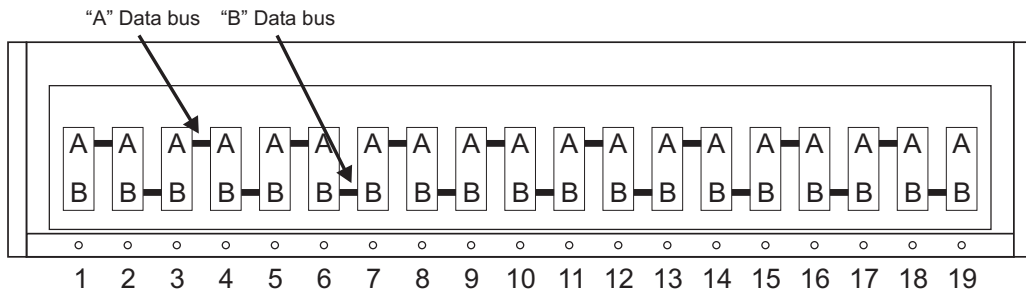 “A” Data bus “B” Data bus
A A A A A A A A A A A A A A A A A A A
B B B B B B B B B B B B B B B B B B B
1 2 3 4 5 6 7 8 9 10 11 12 13 14 15 16 17 18 19